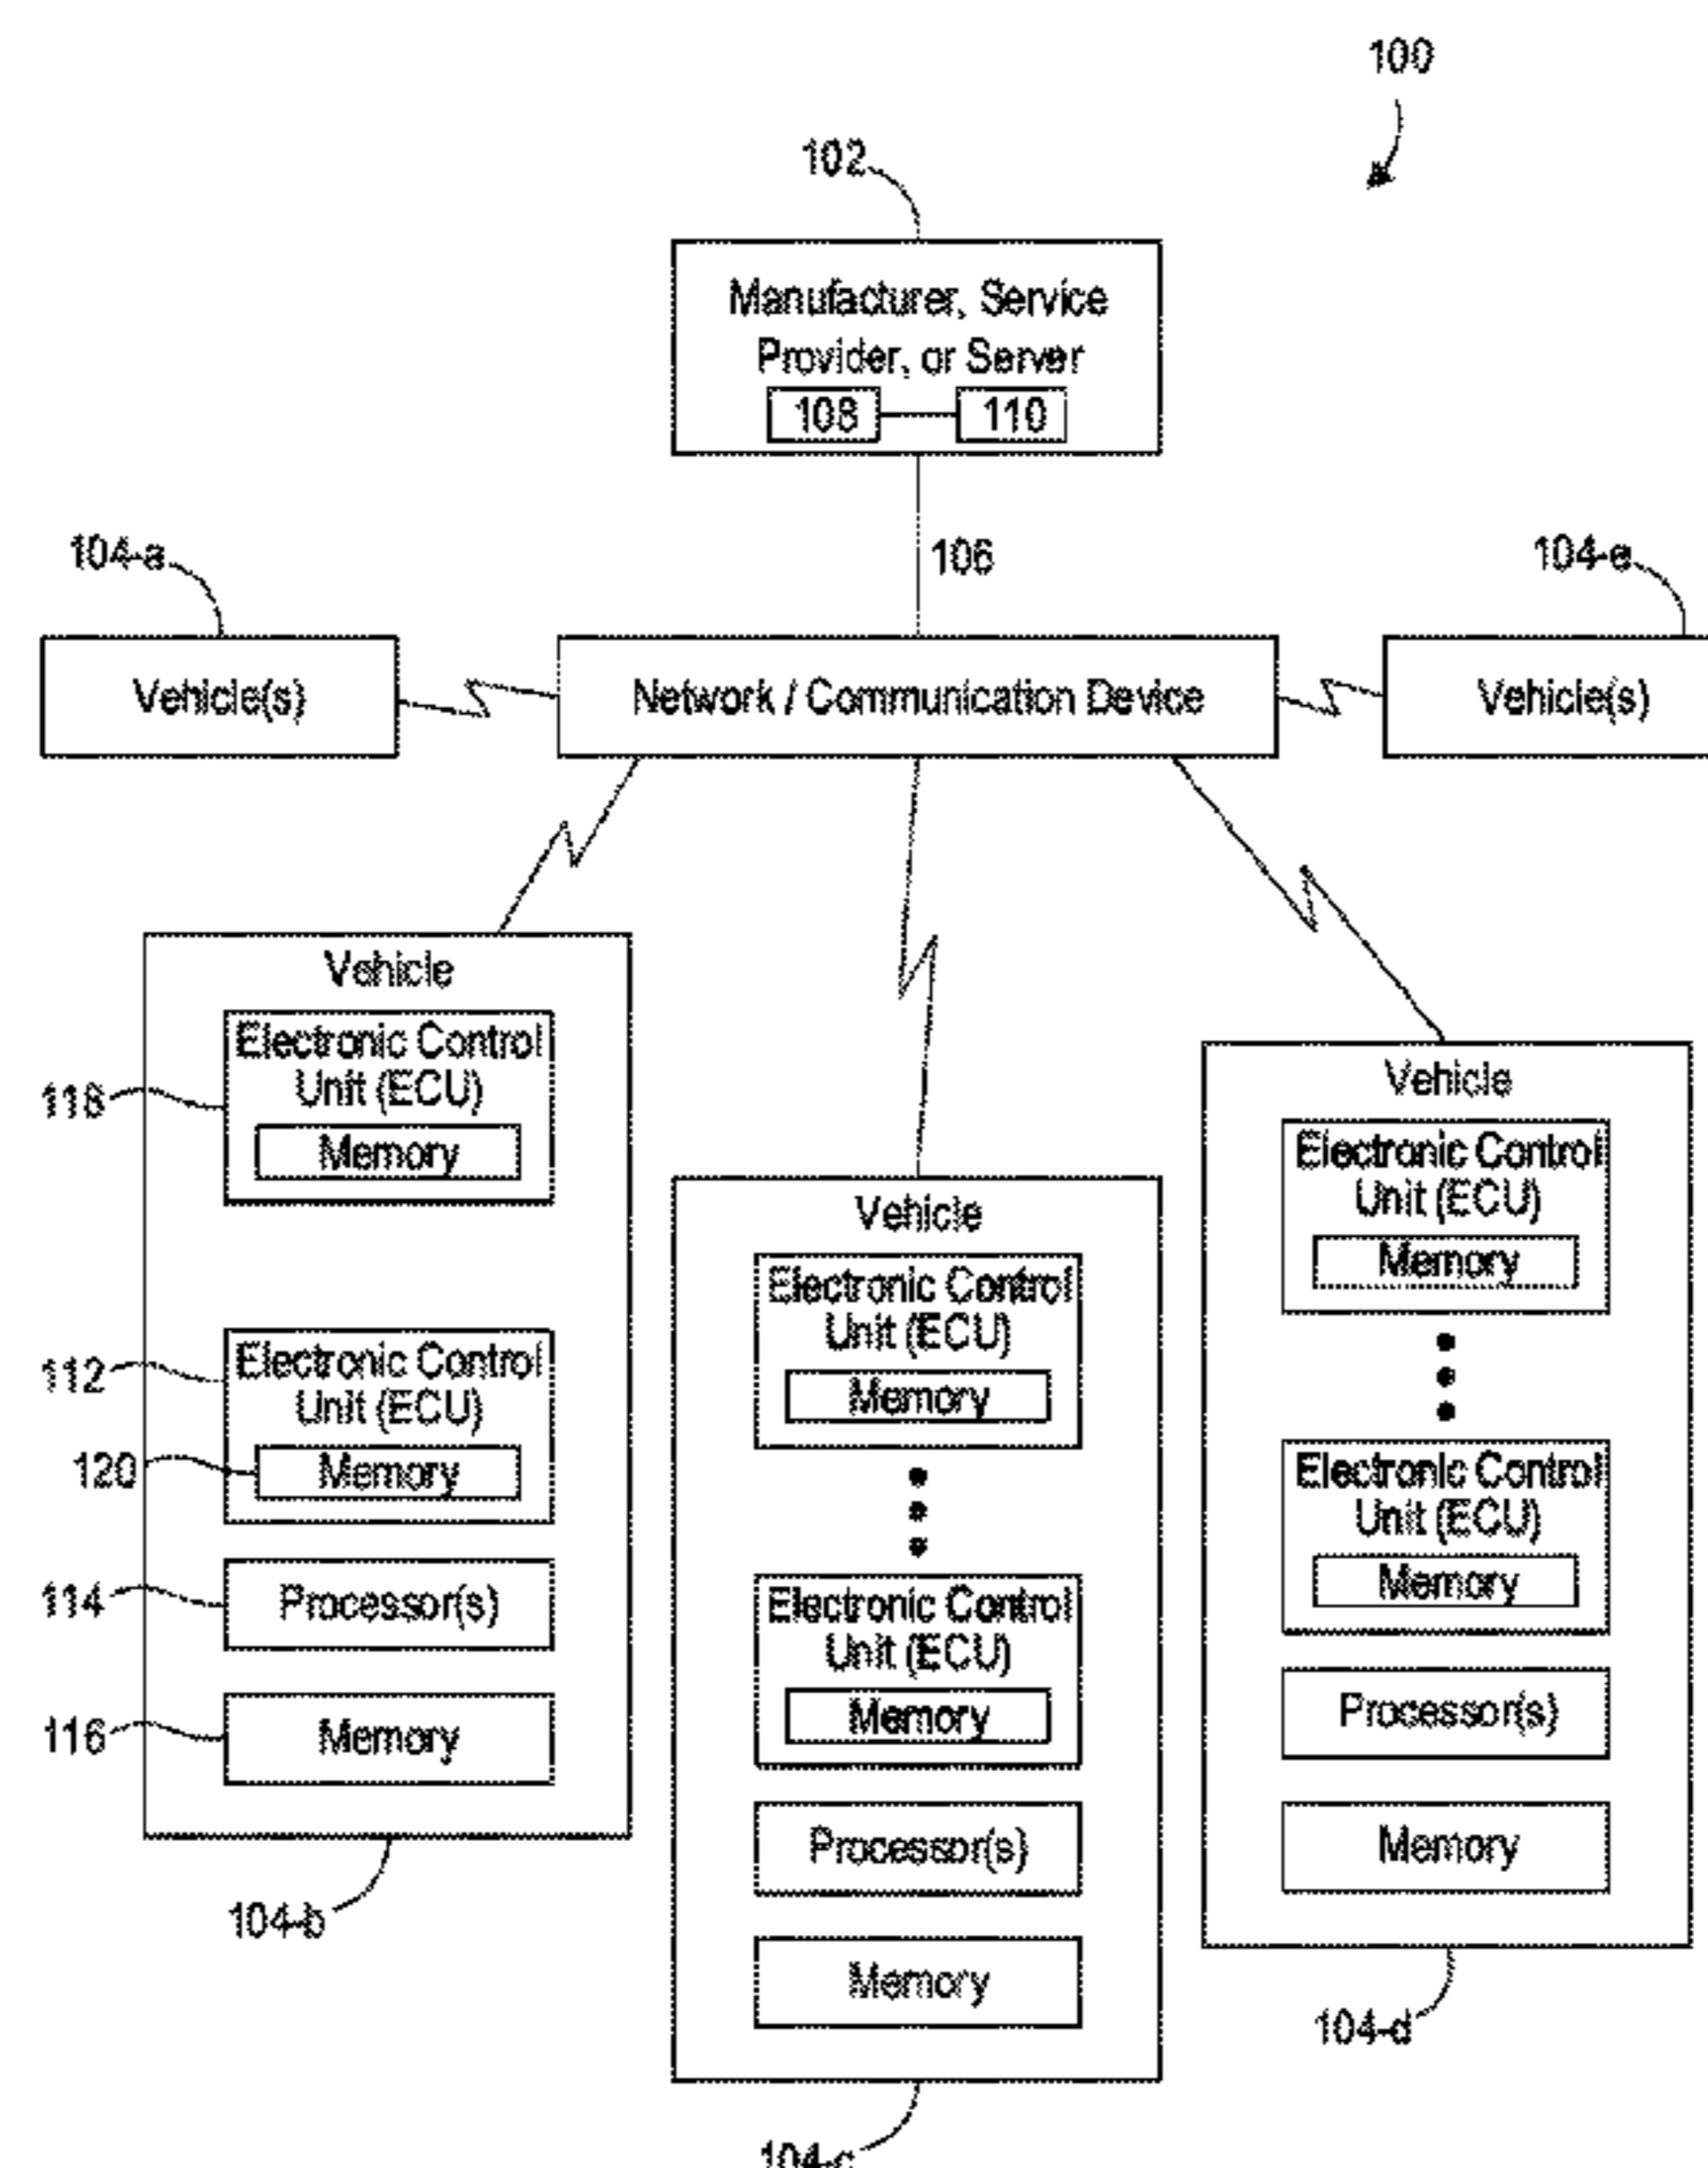 100
102
Manufacturer, Service
Provider, or Server
108
110
106
104-a
104-e
Vehicle(s)
Network / Communication Device
Vehicle(s)
Vehicle
Electronic Control
Unit (ECU)
Memory
118
Electronic Control
Unit (ECU)
Memory
112
120
Processor(s)
114
Memory
116
104-b
Vehicle
Electronic Control
Unit (ECU)
Memory
Electronic Control
Unit (ECU)
Memory
Processor(s)
Memory
104-c
Vehicle
Electronic Control
Unit (ECU)
Memory
Electronic Control
Unit (ECU)
Memory
Processor(s)
Memory
104-d